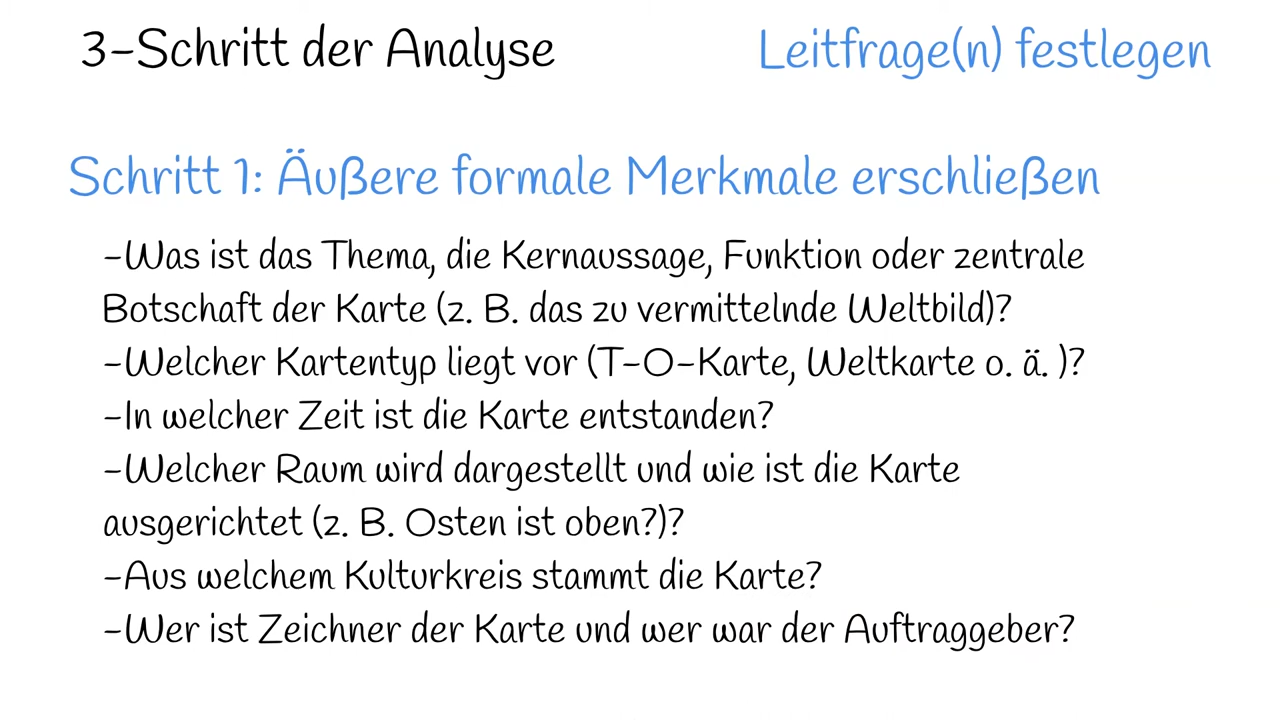 3-Schritt der Analyse
Leitfrage(n) festlegen
Schritt 1: Äußere formale Merkmale erschließen
-Was ist das Thema, die Kernaussage, Funktion oder zentrale
Botschaft der Karte (z. B. das zu vermittelnde Weltbild)?
-Welcher Kartentyp liegt vor (T-O-Karte, Weltkarte o. ä. )?
-In welcher Zeit ist die Karte entstanden?
-Welcher Raum wird dargestellt und wie ist die Karte
ausgerichtet (z. B. Osten ist oben?)?
-Aus welchem Kulturkreis stammt die Karte?
-Wer ist Zeichner der Karte und wer war der Auftraggeber?